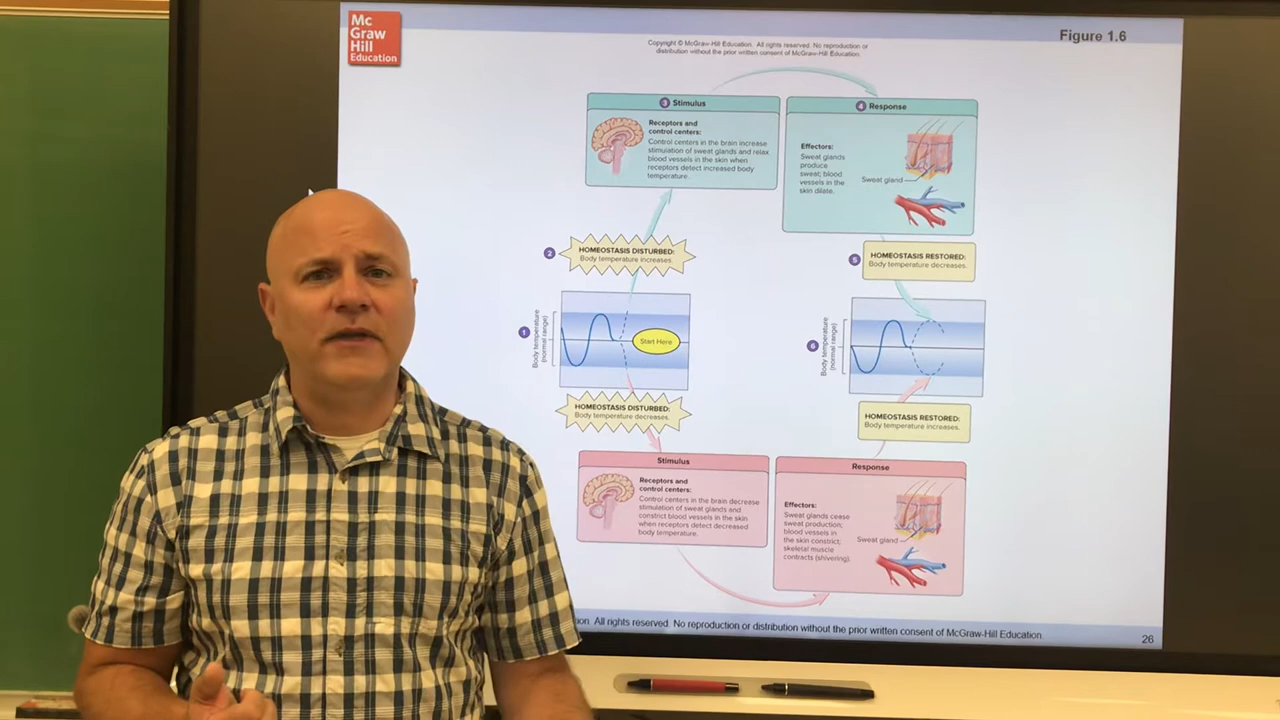 Mc
Graw
Hill
Education
Figure 1.6
Copyright © McGraw-Hill Education. All rights reserved. No reproduction or
distribution without the prior written consent of McGraw-Hill Education.
3 Stimulus
Receptors and
control centers:
Control centers in the brain increase
stimulation of sweat glands and relax
blood vessels in the skin when
receptors detect increased body
temperature.
4 Response
Effectors:
Sweat glands
produce
sweat; blood
vessels in the
skin dilate.
Sweat gland
2
HOMEOSTASIS DISTURBED:
Body temperature increases.
5
HOMEOSTASIS RESTORED:
Body temperature decreases.
1
Body temperature
(normal range)
Start Here
6
Body temperature
(normal range)
HOMEOSTASIS DISTURBED:
Body temperature decreases.
HOMEOSTASIS RESTORED:
Body temperature increases.
Stimulus
Receptors and
control centers:
Control centers in the brain decrease
stimulation of sweat glands and
constrict blood vessels in the skin
when receptors detect decreased
body temperature.
Response
Effectors:
Sweat glands cease
sweat production;
blood vessels in
the skin constrict;
skeletal muscle
contracts (shivering).
Sweat gland
ion. All rights reserved. No reproduction or distribution without the prior written consent of McGraw-Hill Education.
26